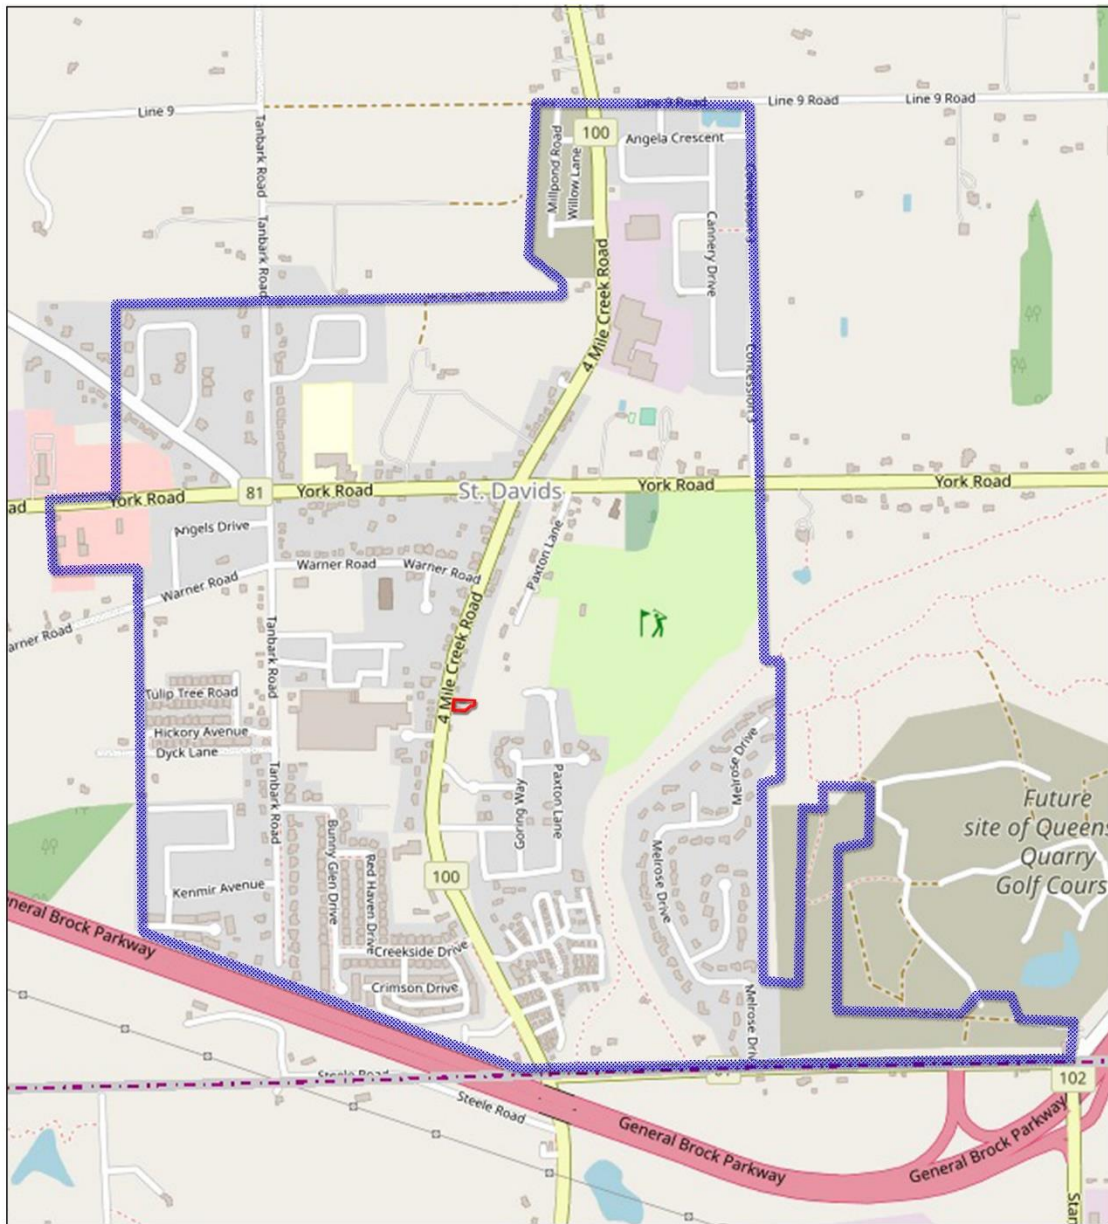 Line 9 Road
Line 9 Road
Line 9 Road
Line 9
100
Angela Crescent
Tanbark Road
Millpond Road
Willow Lane
Concession 3
Cannery Drive
Tanbark Road
4 Mile Creek Road
Concession 3
81
York Road
York Road
St. Davids
York Road
York Road
ad
Angels Drive
Paxton Lane
Warner Road
Warner Road
Warner Road
arner Road
Tanbark Road
4 Mile Creek Road
Tulip Tree Road
Hickory Avenue
Dyck Lane
Melrose Drive
Tanbark Road
Paxton Lane
Goring Way
Future
site of Queens
Quarry
Golf Cours
Bunny Glen Drive
Red Haven Drive
Melrose Drive
100
Kenmir Avenue
eneral Brock Parkway
Creekside Drive
Crimson Drive
Melrose Driv
Steele Road
102
Steele Road
General Brock Parkway
General Brock Parkway
Stan